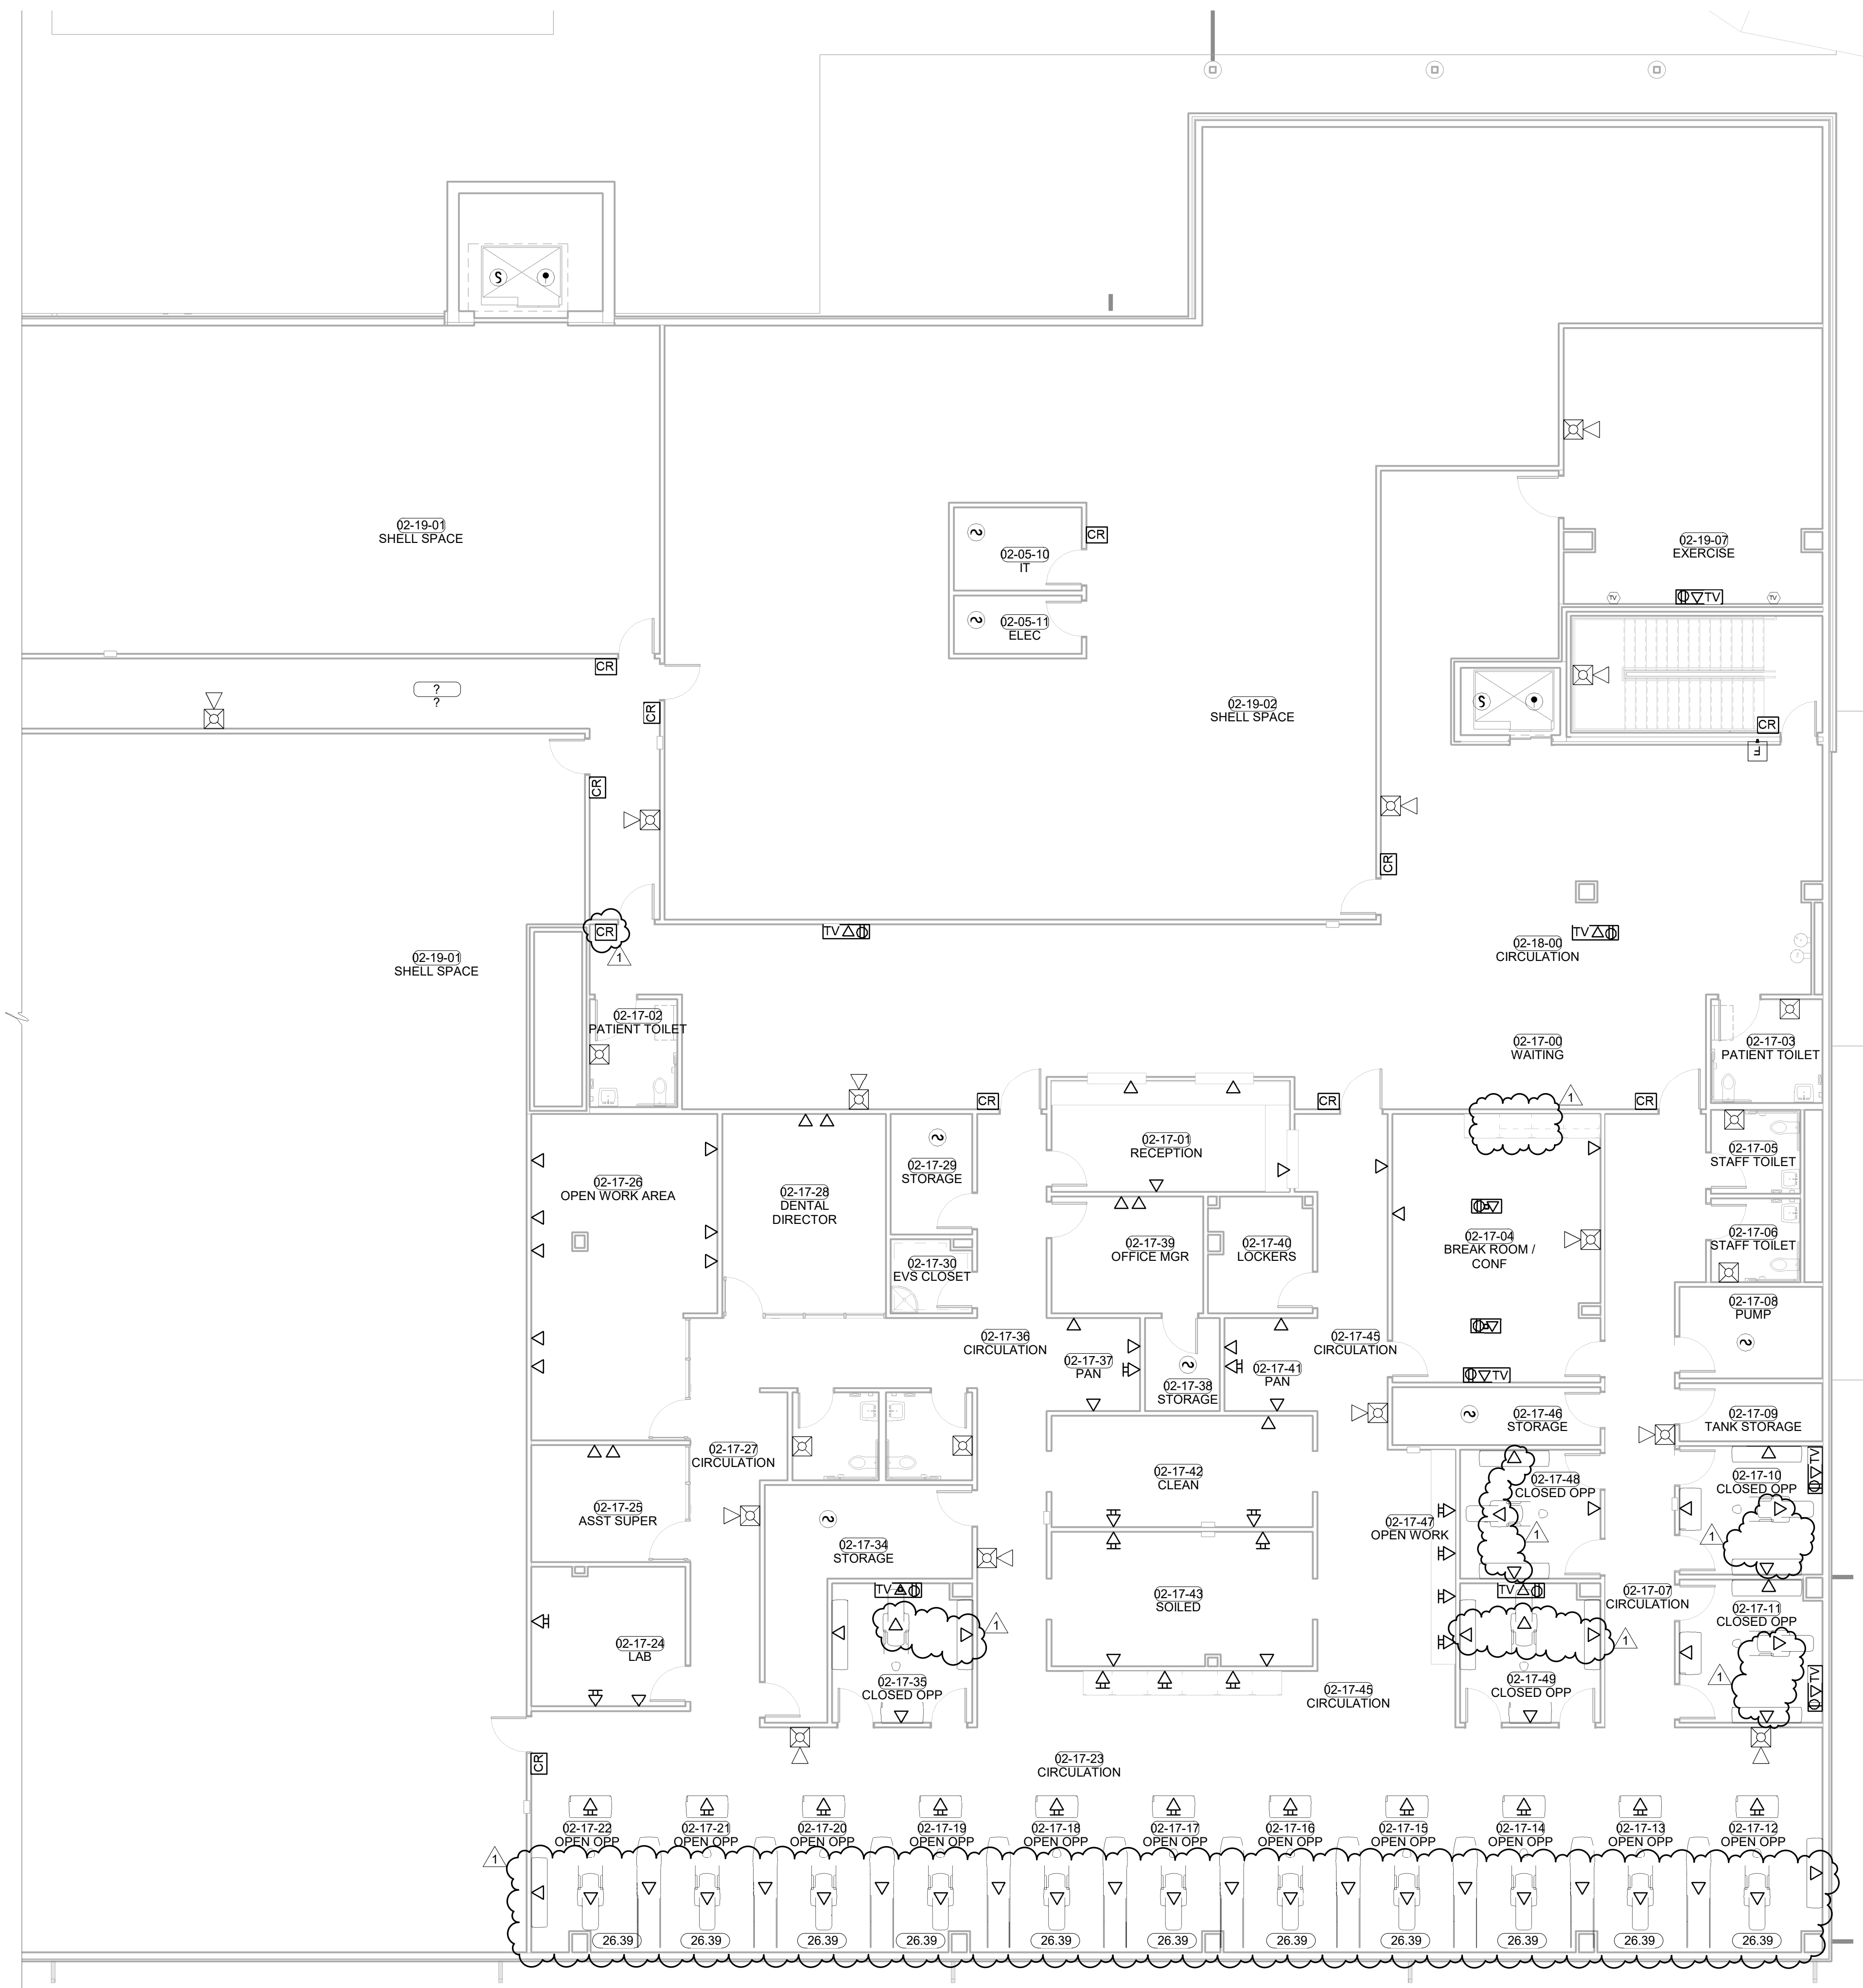 S
02-19-01
SHELL SPACE
CR
02-05-10
IT
02-05-11
ELEC
02-19-07
EXERCISE
TV
TV
TV
CR
?
?
CR
CR
02-19-02
SHELL SPACE
S
CR
F
CR
CR
02-19-01
SHELL SPACE
1
TV
02-18-00
CIRCULATION
TV
02-17-02
PATIENT TOILET
02-17-00
WAITING
02-17-03
PATIENT TOILET
CR
CR
CR
1
02-17-26
OPEN WORK AREA
02-17-28
DENTAL
DIRECTOR
02-17-29
STORAGE
02-17-01
RECEPTION
02-17-05
STAFF TOILET
02-17-30
EVS CLOSET
02-17-39
OFFICE MGR
02-17-40
LOCKERS
02-17-04
BREAK ROOM /
CONF
02-17-06
STAFF TOILET
02-17-08
PUMP
02-17-36
CIRCULATION
02-17-37
PAN
02-17-38
STORAGE
02-17-41
PAN
02-17-45
CIRCULATION
TV
02-17-46
STORAGE
02-17-09
TANK STORAGE
02-17-27
CIRCULATION
02-17-42
CLEAN
02-17-48
CLOSED OPP
02-17-10
CLOSED OPP
TV
02-17-25
ASST SUPER
02-17-34
STORAGE
02-17-47
OPEN WORK
1
1
02-17-43
SOILED
TV
TV
02-17-07
CIRCULATION
02-17-11
CLOSED OPP
02-17-24
LAB
1
1
1
02-17-35
CLOSED OPP
02-17-45
CIRCULATION
02-17-49
CLOSED OPP
TV
CR
02-17-23
CIRCULATION
02-17-22
OPEN OPP
02-17-21
OPEN OPP
02-17-20
OPEN OPP
02-17-19
OPEN OPP
02-17-18
OPEN OPP
02-17-17
OPEN OPP
02-17-16
OPEN OPP
02-17-15
OPEN OPP
02-17-14
OPEN OPP
02-17-13
OPEN OPP
02-17-12
OPEN OPP
1
26.39
26.39
26.39
26.39
26.39
26.39
26.39
26.39
26.39
26.39
26.39